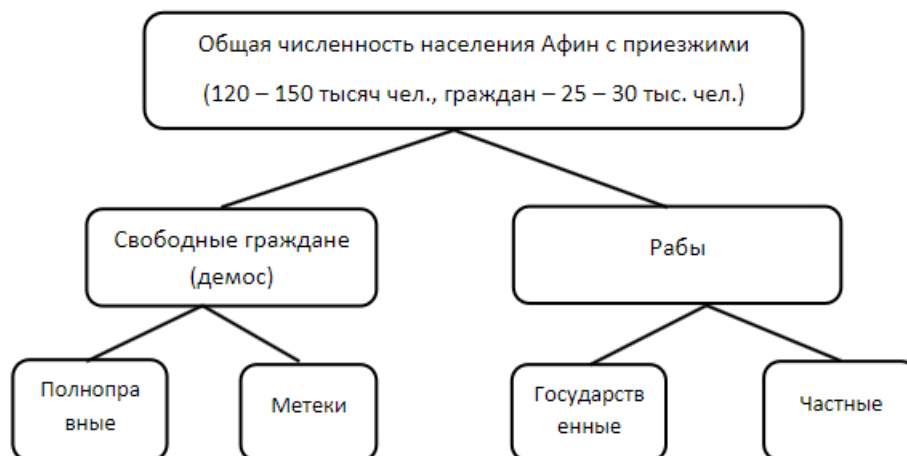 Общая численность населения Афин с приезжими
(120 – 150 тысяч чел., граждан – 25 – 30 тыс. чел.)
Свободные граждане
(демос)
Рабы
Полнопра
вные
Метеки
Государств
енные
Частные